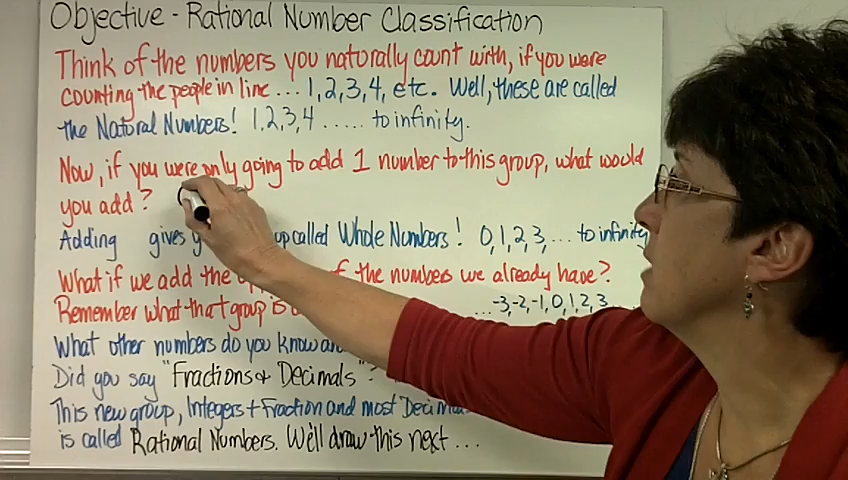 Objective - Rational Number Classification
Think of the numbers you naturally count with, if you were
counting the people in line ... 1, 2, 3, 4, etc. Well, these are called
the Natural Numbers! 1, 2, 3, 4 ..... to infinity.
Now, if you were only going to add 1 number to this group, what would
you add?
Adding gives up called Whole Numbers! 0, 1, 2, 3, ... to infinity
What if we add the of the numbers we already have?
Remember what that group is ...-3, -2, -1, 0, 1, 2, 3...
What other numbers do you know
Did you say "Fractions & Decimals"?
This new group, Integers + Fraction and most
is called Rational Numbers. We'll draw this next ...